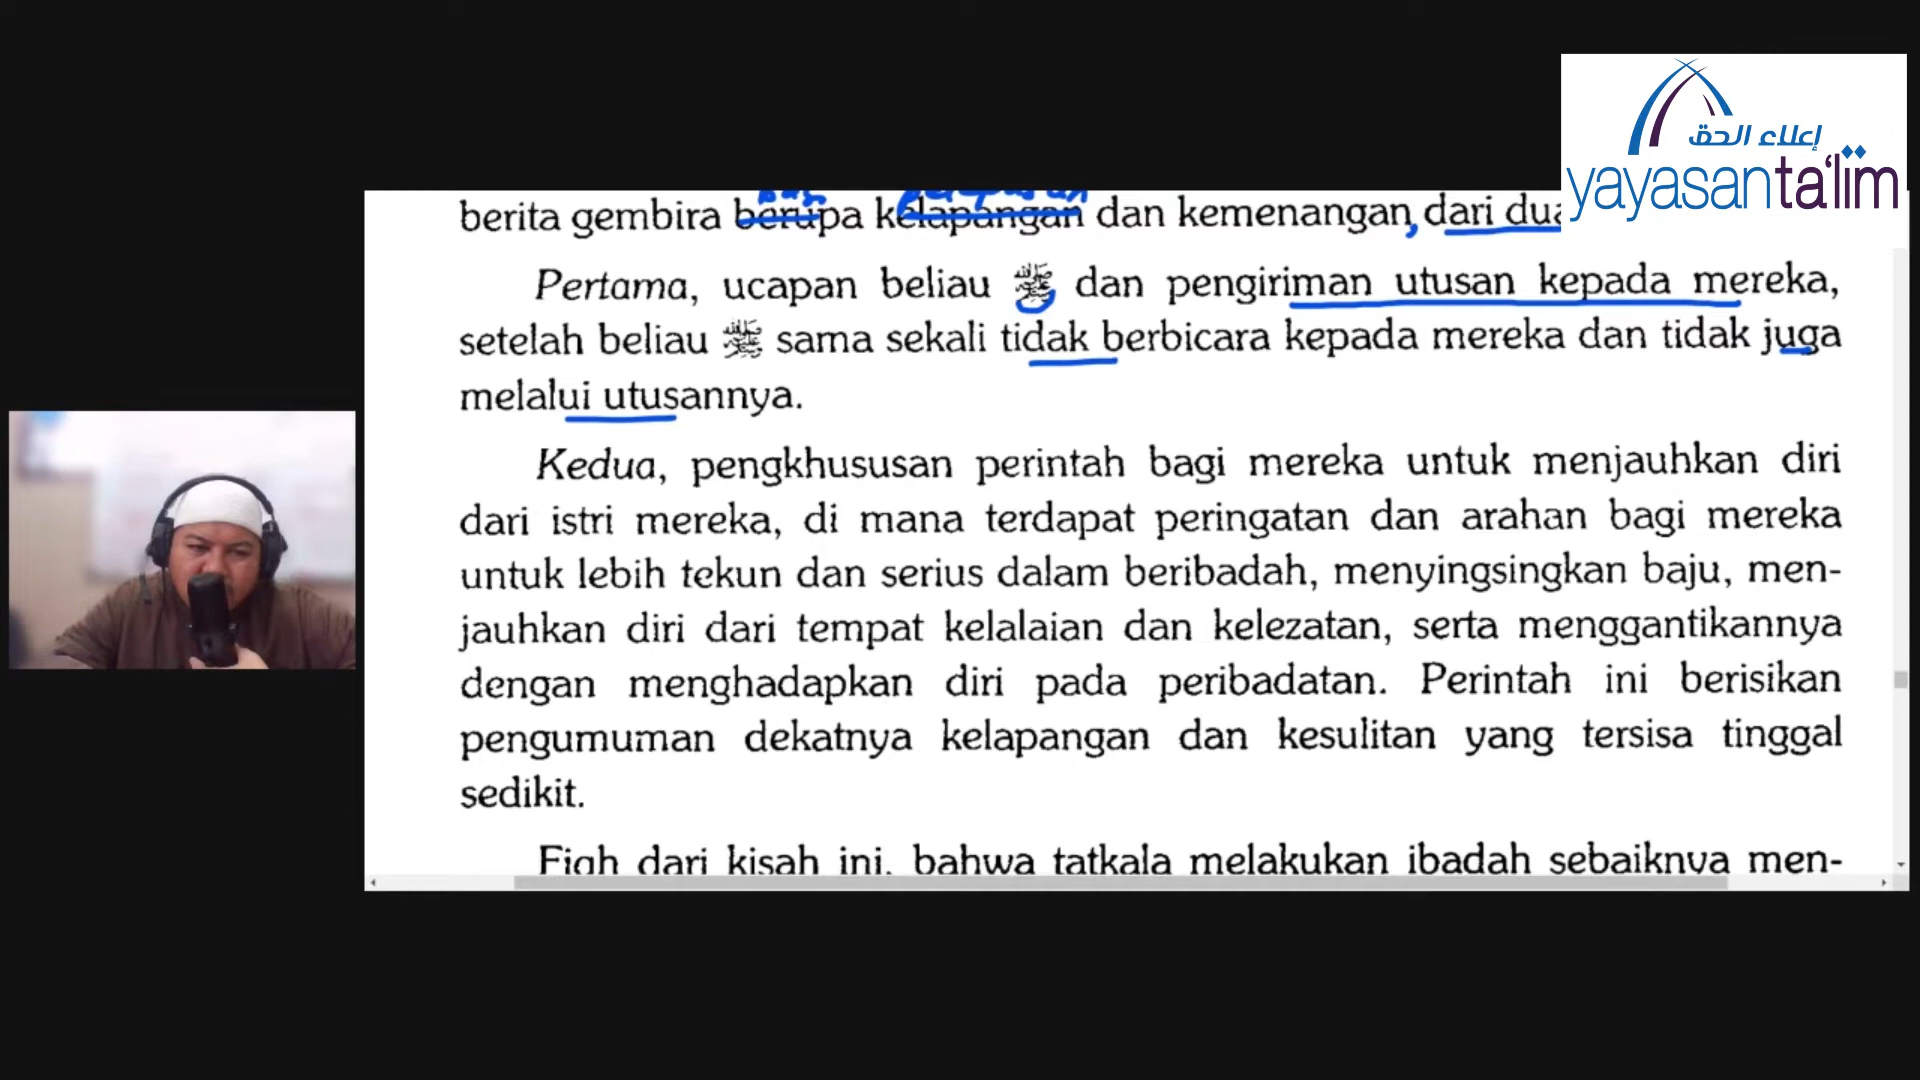 إعلاء الحق
yayasanta'lim
berita gembira berupa kelapangan dan kemenangan, dari dua
Pertama, ucapan beliau ﷺ dan pengiriman utusan kepada mereka,
setelah beliau ﷺ sama sekali tidak berbicara kepada mereka dan tidak juga
melalui utusannya.
Kedua, pengkhususan perintah bagi mereka untuk menjauhkan diri
dari istri mereka, di mana terdapat peringatan dan arahan bagi mereka
untuk lebih tekun dan serius dalam beribadah, menyingsingkan baju, men-
jauhkan diri dari tempat kelalaian dan kelezatan, serta menggantikannya
dengan menghadapkan diri pada peribadatan. Perintah ini berisikan
pengumuman dekatnya kelapangan dan kesulitan yang tersisa tinggal
sedikit.
Fiqh dari kisah ini, bahwa tatkala melakukan ibadah sebaiknya men-